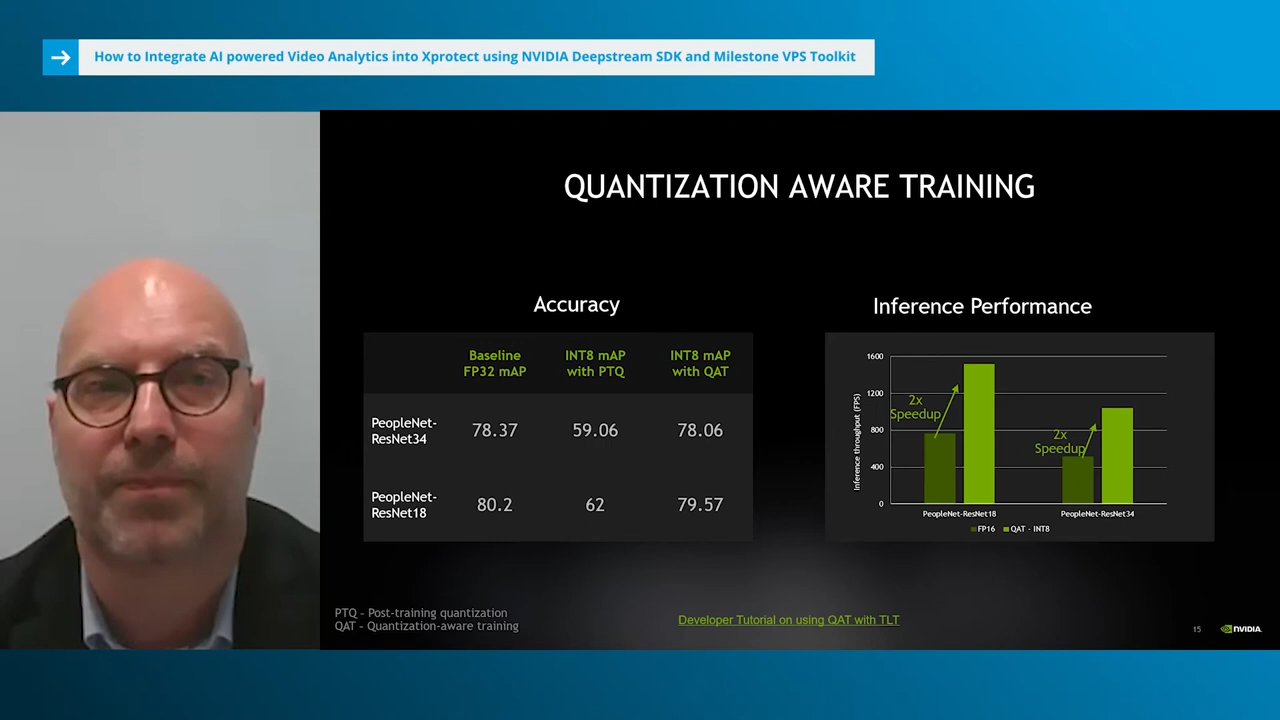 How to Integrate AI powered Video Analytics into Xprotect using NVIDIA Deepstream SDK and Milestone VPS Toolkit
QUANTIZATION AWARE TRAINING
Accuracy
Baseline FP32 mAP
INT8 mAP with PTQ
INT8 mAP with QAT
PeopleNet-ResNet34 78.37 59.06 78.06
PeopleNet-ResNet18 80.2 62 79.57
Inference Performance
Inference throughput (FPS)
1600
1200
800
400
0
2x
Speedup
2x
Speedup
PeopleNet-ResNet18 PeopleNet-ResNet34
FP16 QAT - INT8
PTQ - Post-training quantization
QAT - Quantization-aware training
Developer Tutorial on using QAT with TLT
15
NVIDIA.